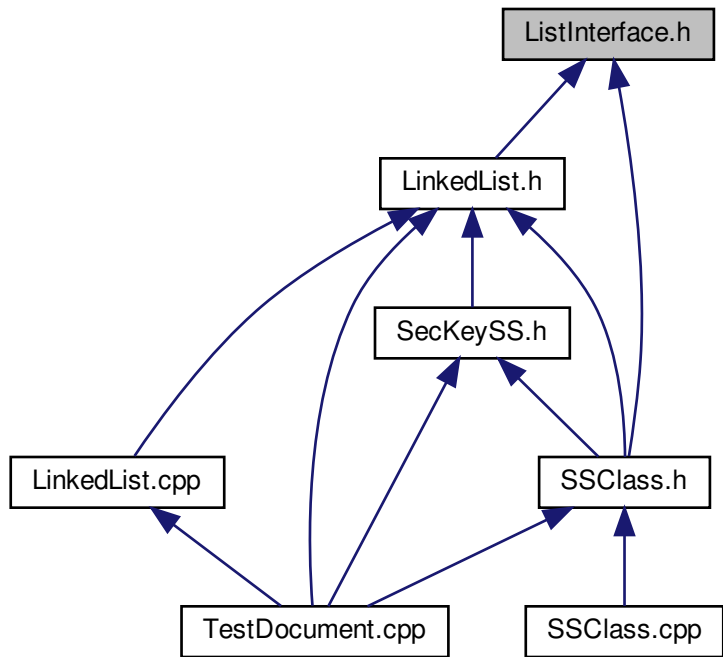 ListInterface.h
LinkedList.h
SecKeySS.h
LinkedList.cpp
SSClass.h
TestDocument.cpp
SSClass.cpp